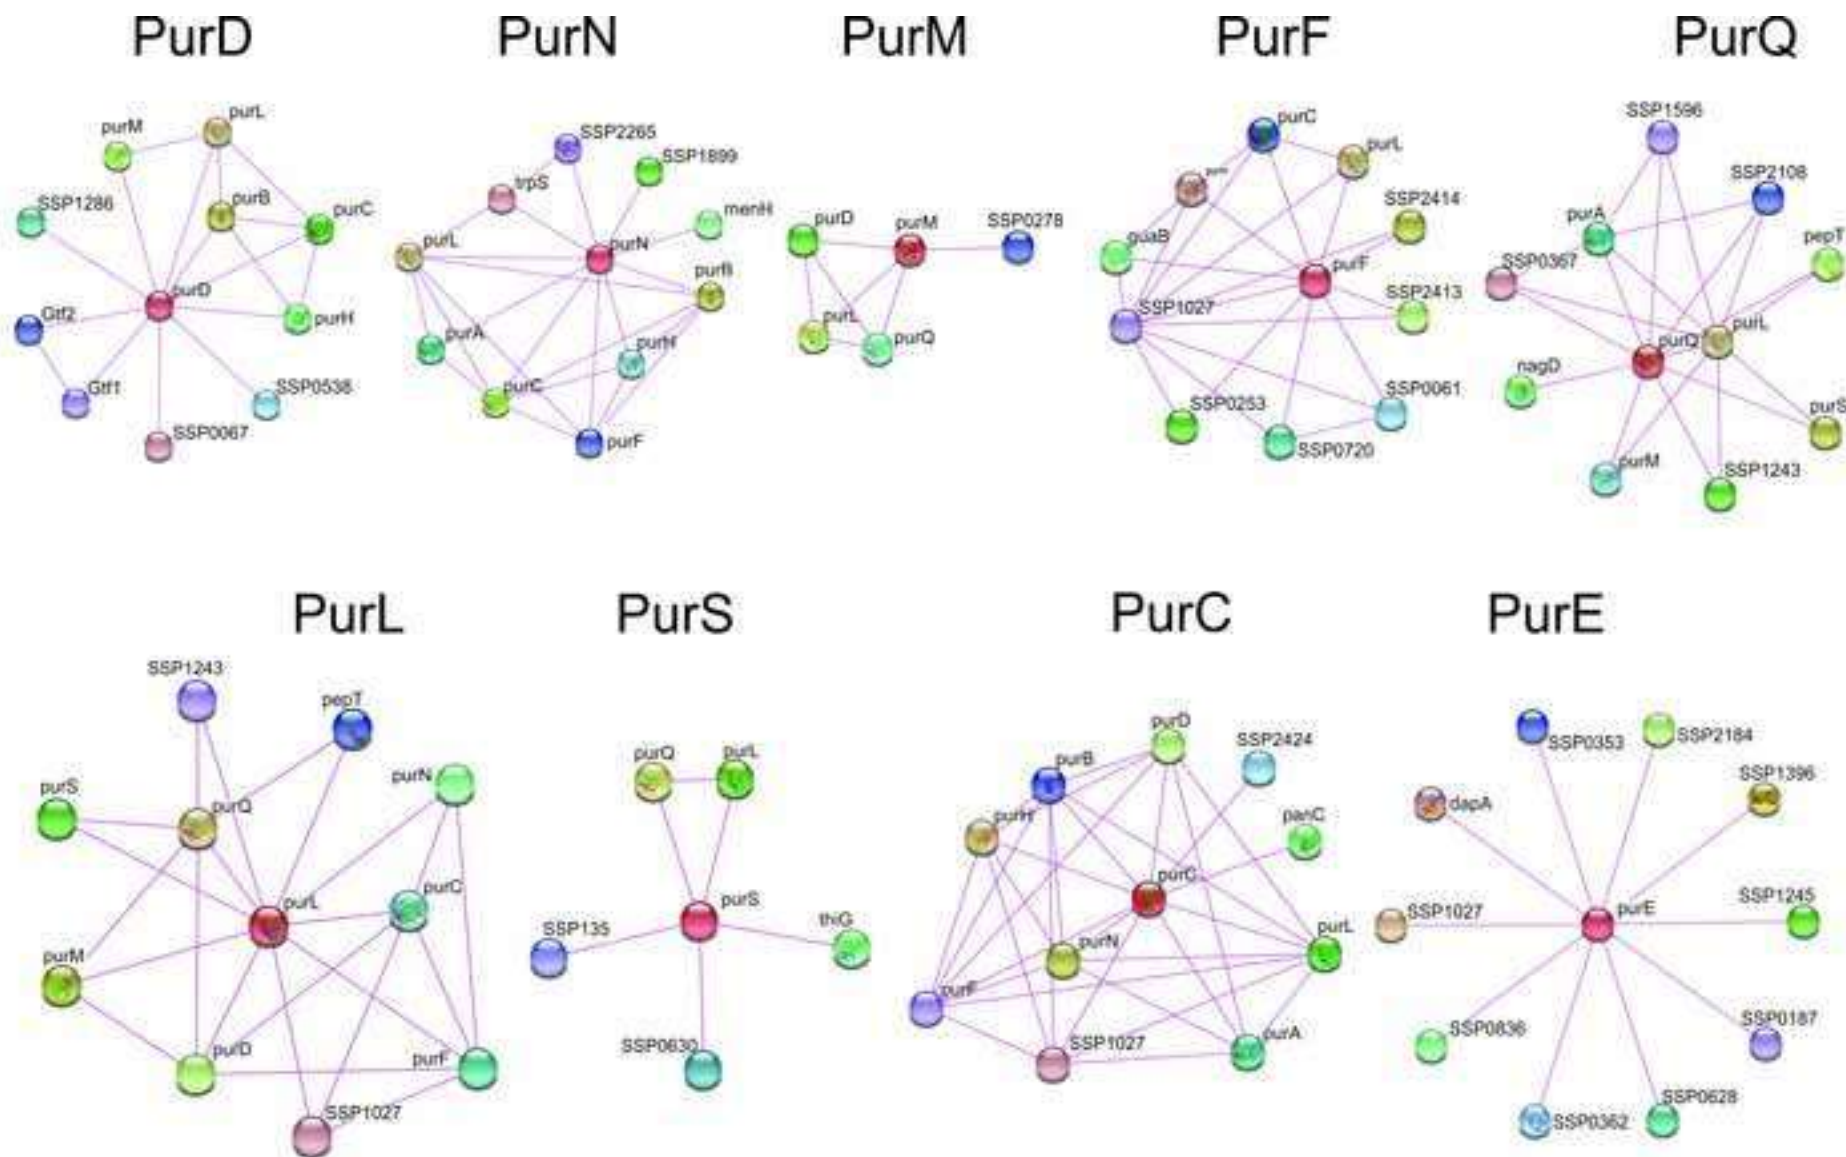 PurD
PurN
PurM
PurF
PurQ
purL
purM
SSP1286
purB
purC
purD
Gtf2
purH
Gtf1
SSP0538
SSP0067
SSP2265
SSP1899
trpS
menH
purL
purN
purB
purA
purH
purC
purF
purD
purM
SSP0278
purL
purQ
purC
purL
SSP2414
guaB
purF
SSP2413
SSP1027
SSP0253
SSP0061
SSP0720
SSP1596
SSP2108
purA
pepT
SSP0367
purL
purQ
nagD
purS
purM
SSP1243
PurL
PurS
PurC
PurE
SSP1243
pepT
purN
purS
purQ
purC
purL
purM
purD
purF
SSP1027
purQ
purL
purS
SSP135
thiG
SSP0630
purD
SSP2424
purB
purH
panC
purC
purL
purN
purF
purA
SSP1027
SSP0353
SSP2184
SSP1396
dapA
SSP1245
SSP1027
purE
SSP0836
SSP0187
SSP0628
SSP0362